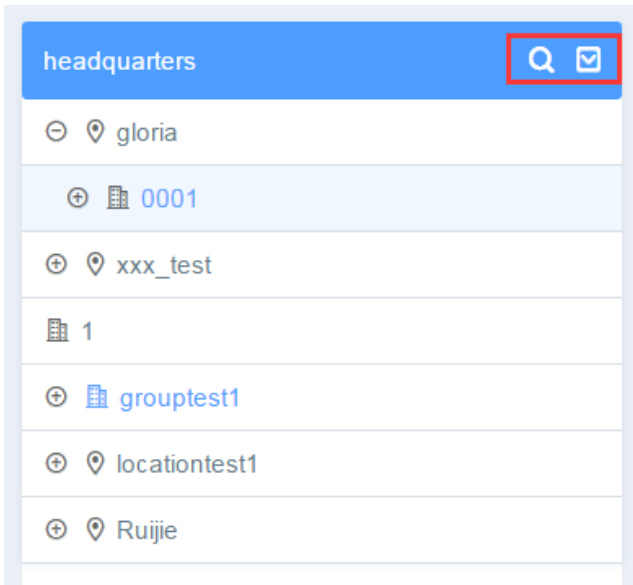 headquarters
gloria
0001
xxx_test
1
grouptest1
locationtest1
Ruijie